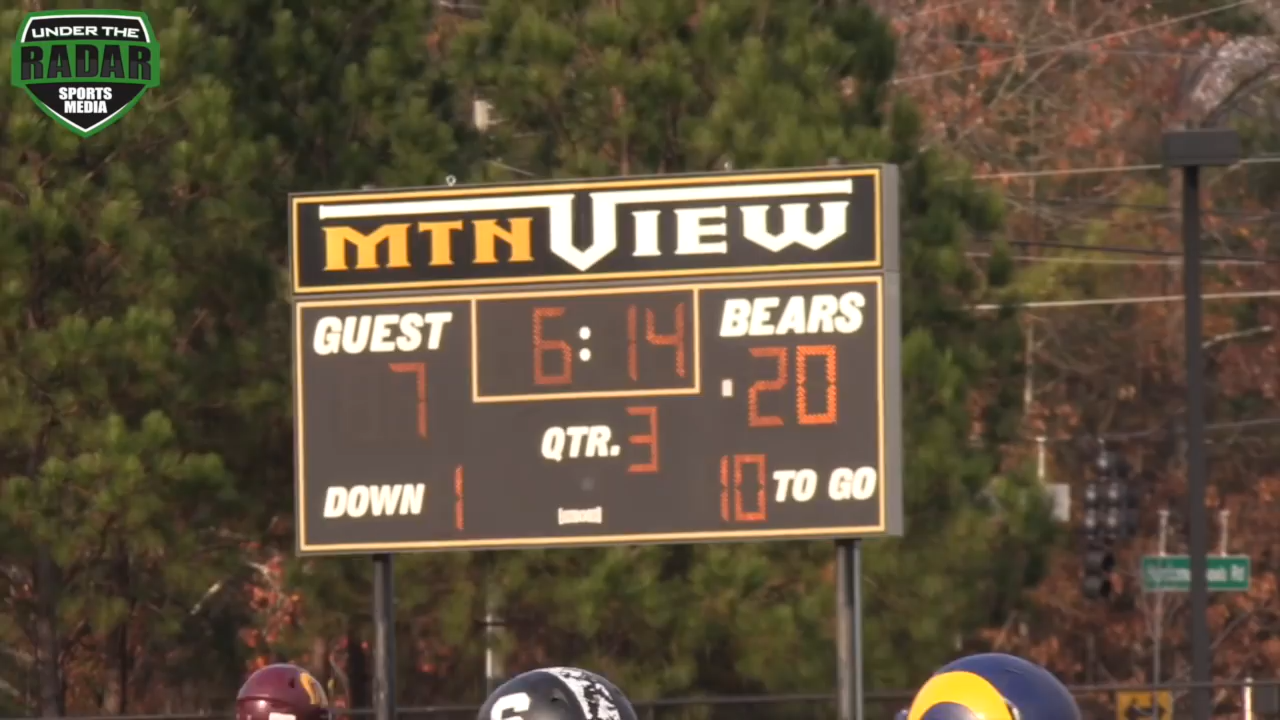 UNDER THE
RADAR
SPORTS
MEDIA
MTN VIEW
GUEST 6:14 BEARS
7 20
QTR. 3
DOWN 1 10 TO GO
S